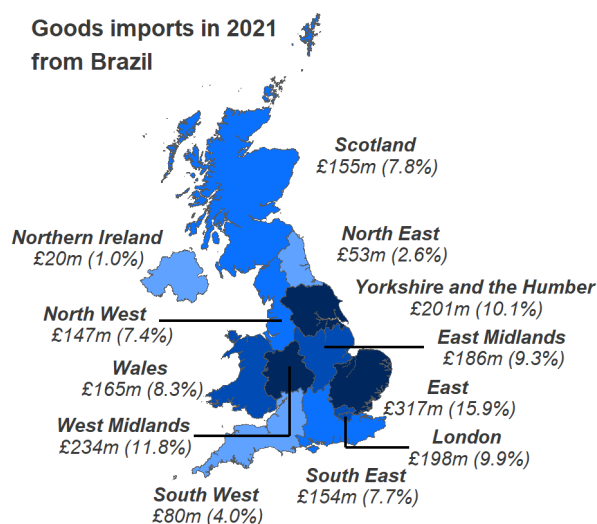 Goods imports in 2021
from Brazil
Scotland
£155m (7.8%)
Northern Ireland
£20m (1.0%)
North East
£53m (2.6%)
Yorkshire and the Humber
£201m (10.1%)
North West
£147m (7.4%)
East Midlands
£186m (9.3%)
Wales
£165m (8.3%)
East
£317m (15.9%)
West Midlands
£234m (11.8%)
London
£198m (9.9%)
South East
£154m (7.7%)
South West
£80m (4.0%)